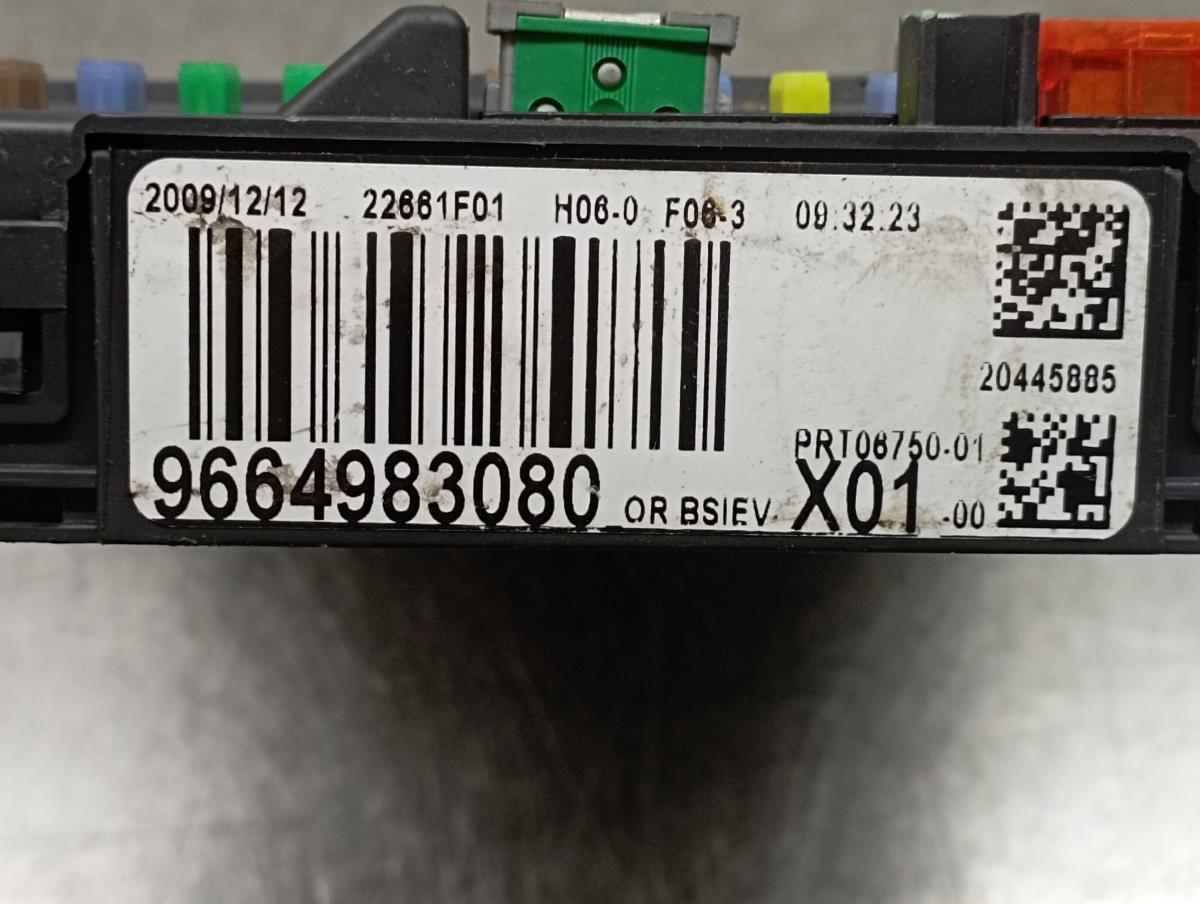 2009/12/12 22661F01 H06-0 F06-3 09:32:23
20445885
PRT06750-01
9664983080 OR BSIEV X01 -00